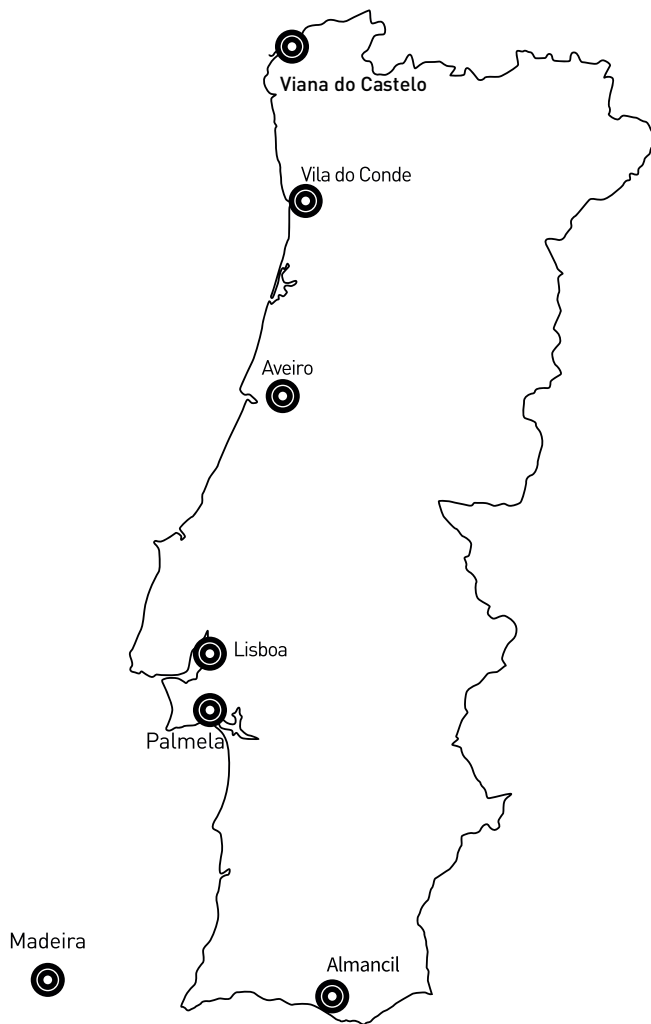 Viana do Castelo
Vila do Conde
Aveiro
Lisboa
Palmela
Madeira
Almancil